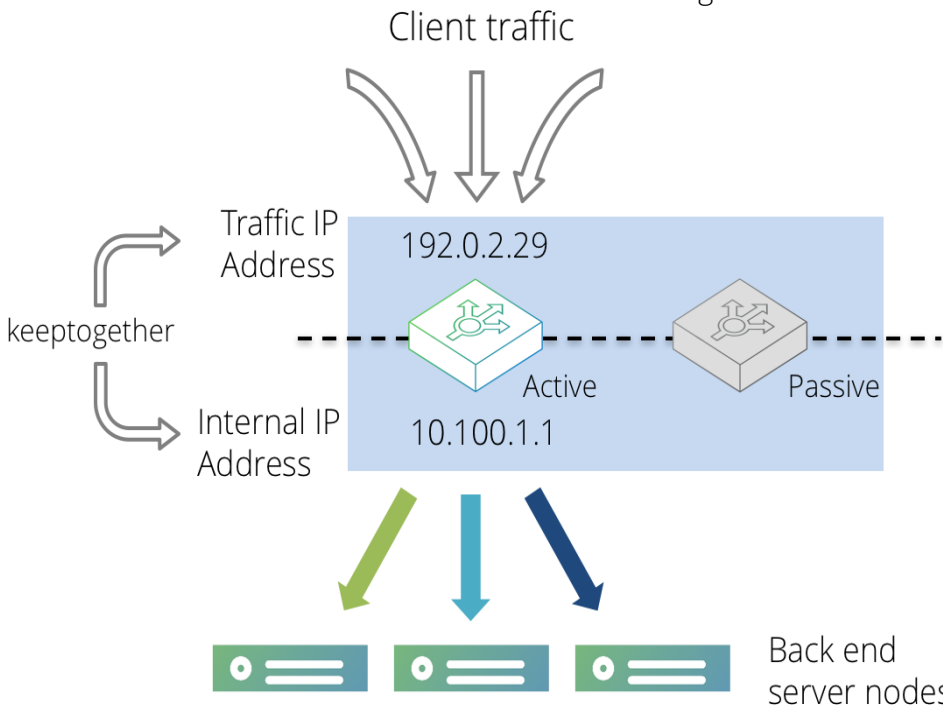 Client traffic
Traffic IP
Address
192.0.2.29
keeptogether
Active
Passive
Internal IP
Address
10.100.1.1
Back end
server nodes